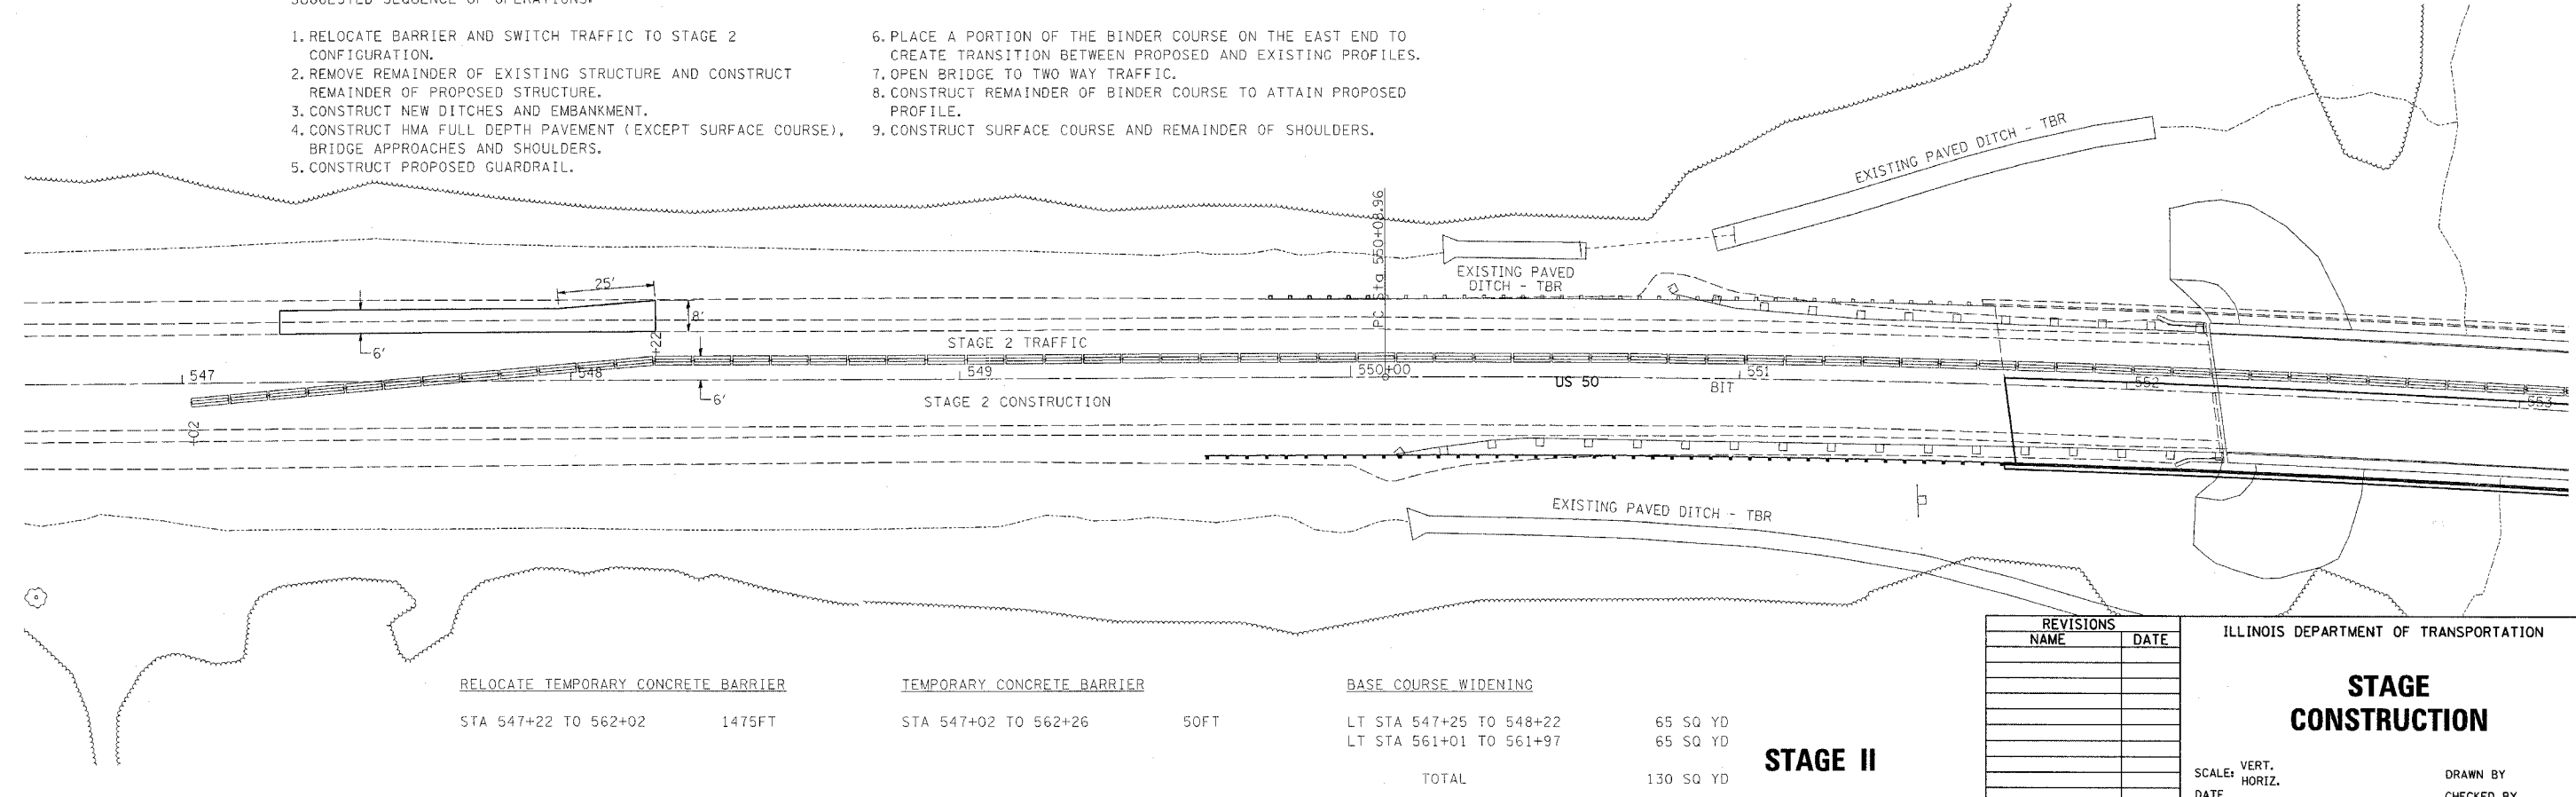 SUGGESTED SEQUENCE OF OPERATIONS:
1. RELOCATE BARRIER AND SWITCH TRAFFIC TO STAGE 2
CONFIGURATION.
2. REMOVE REMAINDER OF EXISTING STRUCTURE AND CONSTRUCT
REMAINDER OF PROPOSED STRUCTURE.
3. CONSTRUCT NEW DITCHES AND EMBANKMENT.
4. CONSTRUCT HMA FULL DEPTH PAVEMENT (EXCEPT SURFACE COURSE),
BRIDGE APPROACHES AND SHOULDERS.
5. CONSTRUCT PROPOSED GUARDRAIL.
6. PLACE A PORTION OF THE BINDER COURSE ON THE EAST END TO
CREATE TRANSITION BETWEEN PROPOSED AND EXISTING PROFILES.
7. OPEN BRIDGE TO TWO WAY TRAFFIC.
8. CONSTRUCT REMAINDER OF BINDER COURSE TO ATTAIN PROPOSED
PROFILE.
9. CONSTRUCT SURFACE COURSE AND REMAINDER OF SHOULDERS.
EXISTING PAVED DITCH - TBR
PC Sta 550+08.96
EXISTING PAVED
DITCH - TBR
25'
8'
6'
+22
STAGE 2 TRAFFIC
547
548
549
550+00
US 50
551
BIT
552
553
6'
STAGE 2 CONSTRUCTION
+02
EXISTING PAVED DITCH - TBR
RELOCATE TEMPORARY CONCRETE BARRIER
STA 547+22 TO 562+02 1475FT
TEMPORARY CONCRETE BARRIER
STA 547+02 TO 562+26 50FT
BASE COURSE WIDENING
LT STA 547+25 TO 548+22 65 SQ YD
LT STA 561+01 TO 561+97 65 SQ YD
TOTAL 130 SQ YD
STAGE II
REVISIONS
NAME DATE
ILLINOIS DEPARTMENT OF TRANSPORTATION
STAGE
CONSTRUCTION
SCALE: VERT.
HORIZ.
DATE
DRAWN BY
CHECKED BY